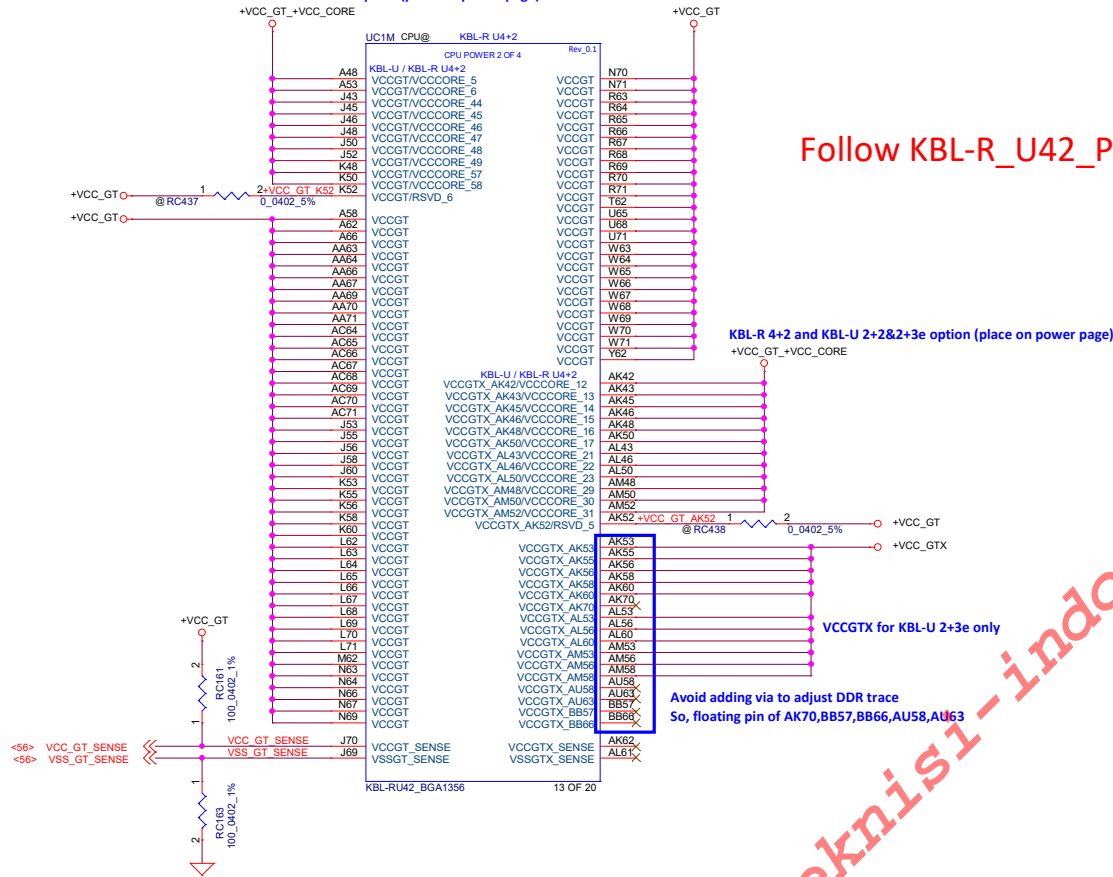 +VCC_GT_+VCC_CORE
+VCC_GT
UC1M CPU@ KBL-R U4+2
CPU POWER 2 OF 4
Rev_0.1
KBL-U / KBL-R U4+2
A48 VCCGT/VCCCORE_5
A53 VCCGT/VCCCORE_6
J43 VCCGT/VCCCORE_44
J45 VCCGT/VCCCORE_45
J46 VCCGT/VCCCORE_46
J48 VCCGT/VCCCORE_47
J50 VCCGT/VCCCORE_48
J52 VCCGT/VCCCORE_49
K48 VCCGT/VCCCORE_57
K50 VCCGT/VCCCORE_58
K52 VCCGT/RSVD_6
+VCC_GT
1
2
+VCC_GT_K52
@ RC437
0_0402_5%
+VCC_GT
A58 VCCGT
A62 VCCGT
A66 VCCGT
AA63 VCCGT
AA64 VCCGT
AA66 VCCGT
AA67 VCCGT
AA69 VCCGT
AA70 VCCGT
AA71 VCCGT
AC64 VCCGT
AC65 VCCGT
AC66 VCCGT
AC67 VCCGT
AC68 VCCGT
AC69 VCCGT
AC70 VCCGT
AC71 VCCGT
J53 VCCGT
J55 VCCGT
J56 VCCGT
J58 VCCGT
J60 VCCGT
K53 VCCGT
K55 VCCGT
K56 VCCGT
K58 VCCGT
K60 VCCGT
L62 VCCGT
L63 VCCGT
L64 VCCGT
L65 VCCGT
L66 VCCGT
L67 VCCGT
L68 VCCGT
L69 VCCGT
L70 VCCGT
L71 VCCGT
M62 VCCGT
N63 VCCGT
N64 VCCGT
N66 VCCGT
N67 VCCGT
N69 VCCGT
J70 VCCGT_SENSE
J69 VSSGT_SENSE
VCCGT N70
VCCGT N71
VCCGT R63
VCCGT R64
VCCGT R65
VCCGT R66
VCCGT R67
VCCGT R68
VCCGT R69
VCCGT R70
VCCGT R71
VCCGT T62
VCCGT U65
VCCGT U68
VCCGT U71
VCCGT W63
VCCGT W64
VCCGT W65
VCCGT W66
VCCGT W67
VCCGT W68
VCCGT W69
VCCGT W70
VCCGT W71
VCCGT Y62
Follow KBL-R_U42_P
KBL-R 4+2 and KBL-U 2+2&2+3e option (place on power page)
+VCC_GT_+VCC_CORE
KBL-U / KBL-R U4+2
VCCGTX_AK42/VCCCORE_12 AK42
VCCGTX_AK43/VCCCORE_13 AK43
VCCGTX_AK45/VCCCORE_14 AK45
VCCGTX_AK46/VCCCORE_15 AK46
VCCGTX_AK48/VCCCORE_16 AK48
VCCGTX_AK50/VCCCORE_17 AK50
VCCGTX_AL43/VCCCORE_21 AL43
VCCGTX_AL46/VCCCORE_22 AL46
VCCGTX_AL50/VCCCORE_23 AL50
VCCGTX_AM48/VCCCORE_29 AM48
VCCGTX_AM50/VCCCORE_30 AM50
VCCGTX_AM52/VCCCORE_31 AM52
VCCGTX_AK52/RSVD_5 AK52
+VCC_GT_AK52
1
2
@ RC438
0_0402_5%
+VCC_GT
+VCC_GTX
VCCGTX_AK53 AK53
VCCGTX_AK55 AK55
VCCGTX_AK56 AK56
VCCGTX_AK58 AK58
VCCGTX_AK60 AK60
VCCGTX_AK70 AK70
VCCGTX_AL53 AL53
VCCGTX_AL56 AL56
VCCGTX_AL60 AL60
VCCGTX_AM53 AM53
VCCGTX_AM56 AM56
VCCGTX_AM58 AM58
VCCGTX_AU58 AU58
VCCGTX_AU63 AU63
VCCGTX_BB57 BB57
VCCGTX_BB66 BB66
VCCGTX_SENSE AK62
VSSGTX_SENSE AL61
VCCGTX for KBL-U 2+3e only
Avoid adding via to adjust DDR trace
So, floating pin of AK70,BB57,BB66,AU58,AU63
+VCC_GT
2
RC161
100_0402_1%
1
<56> VCC_GT_SENSE
VCC_GT_SENSE
<56> VSS_GT_SENSE
VSS_GT_SENSE
1
RC163
100_0402_1%
2
KBL-RU42_BGA1356
13 OF 20
eknisi-indo